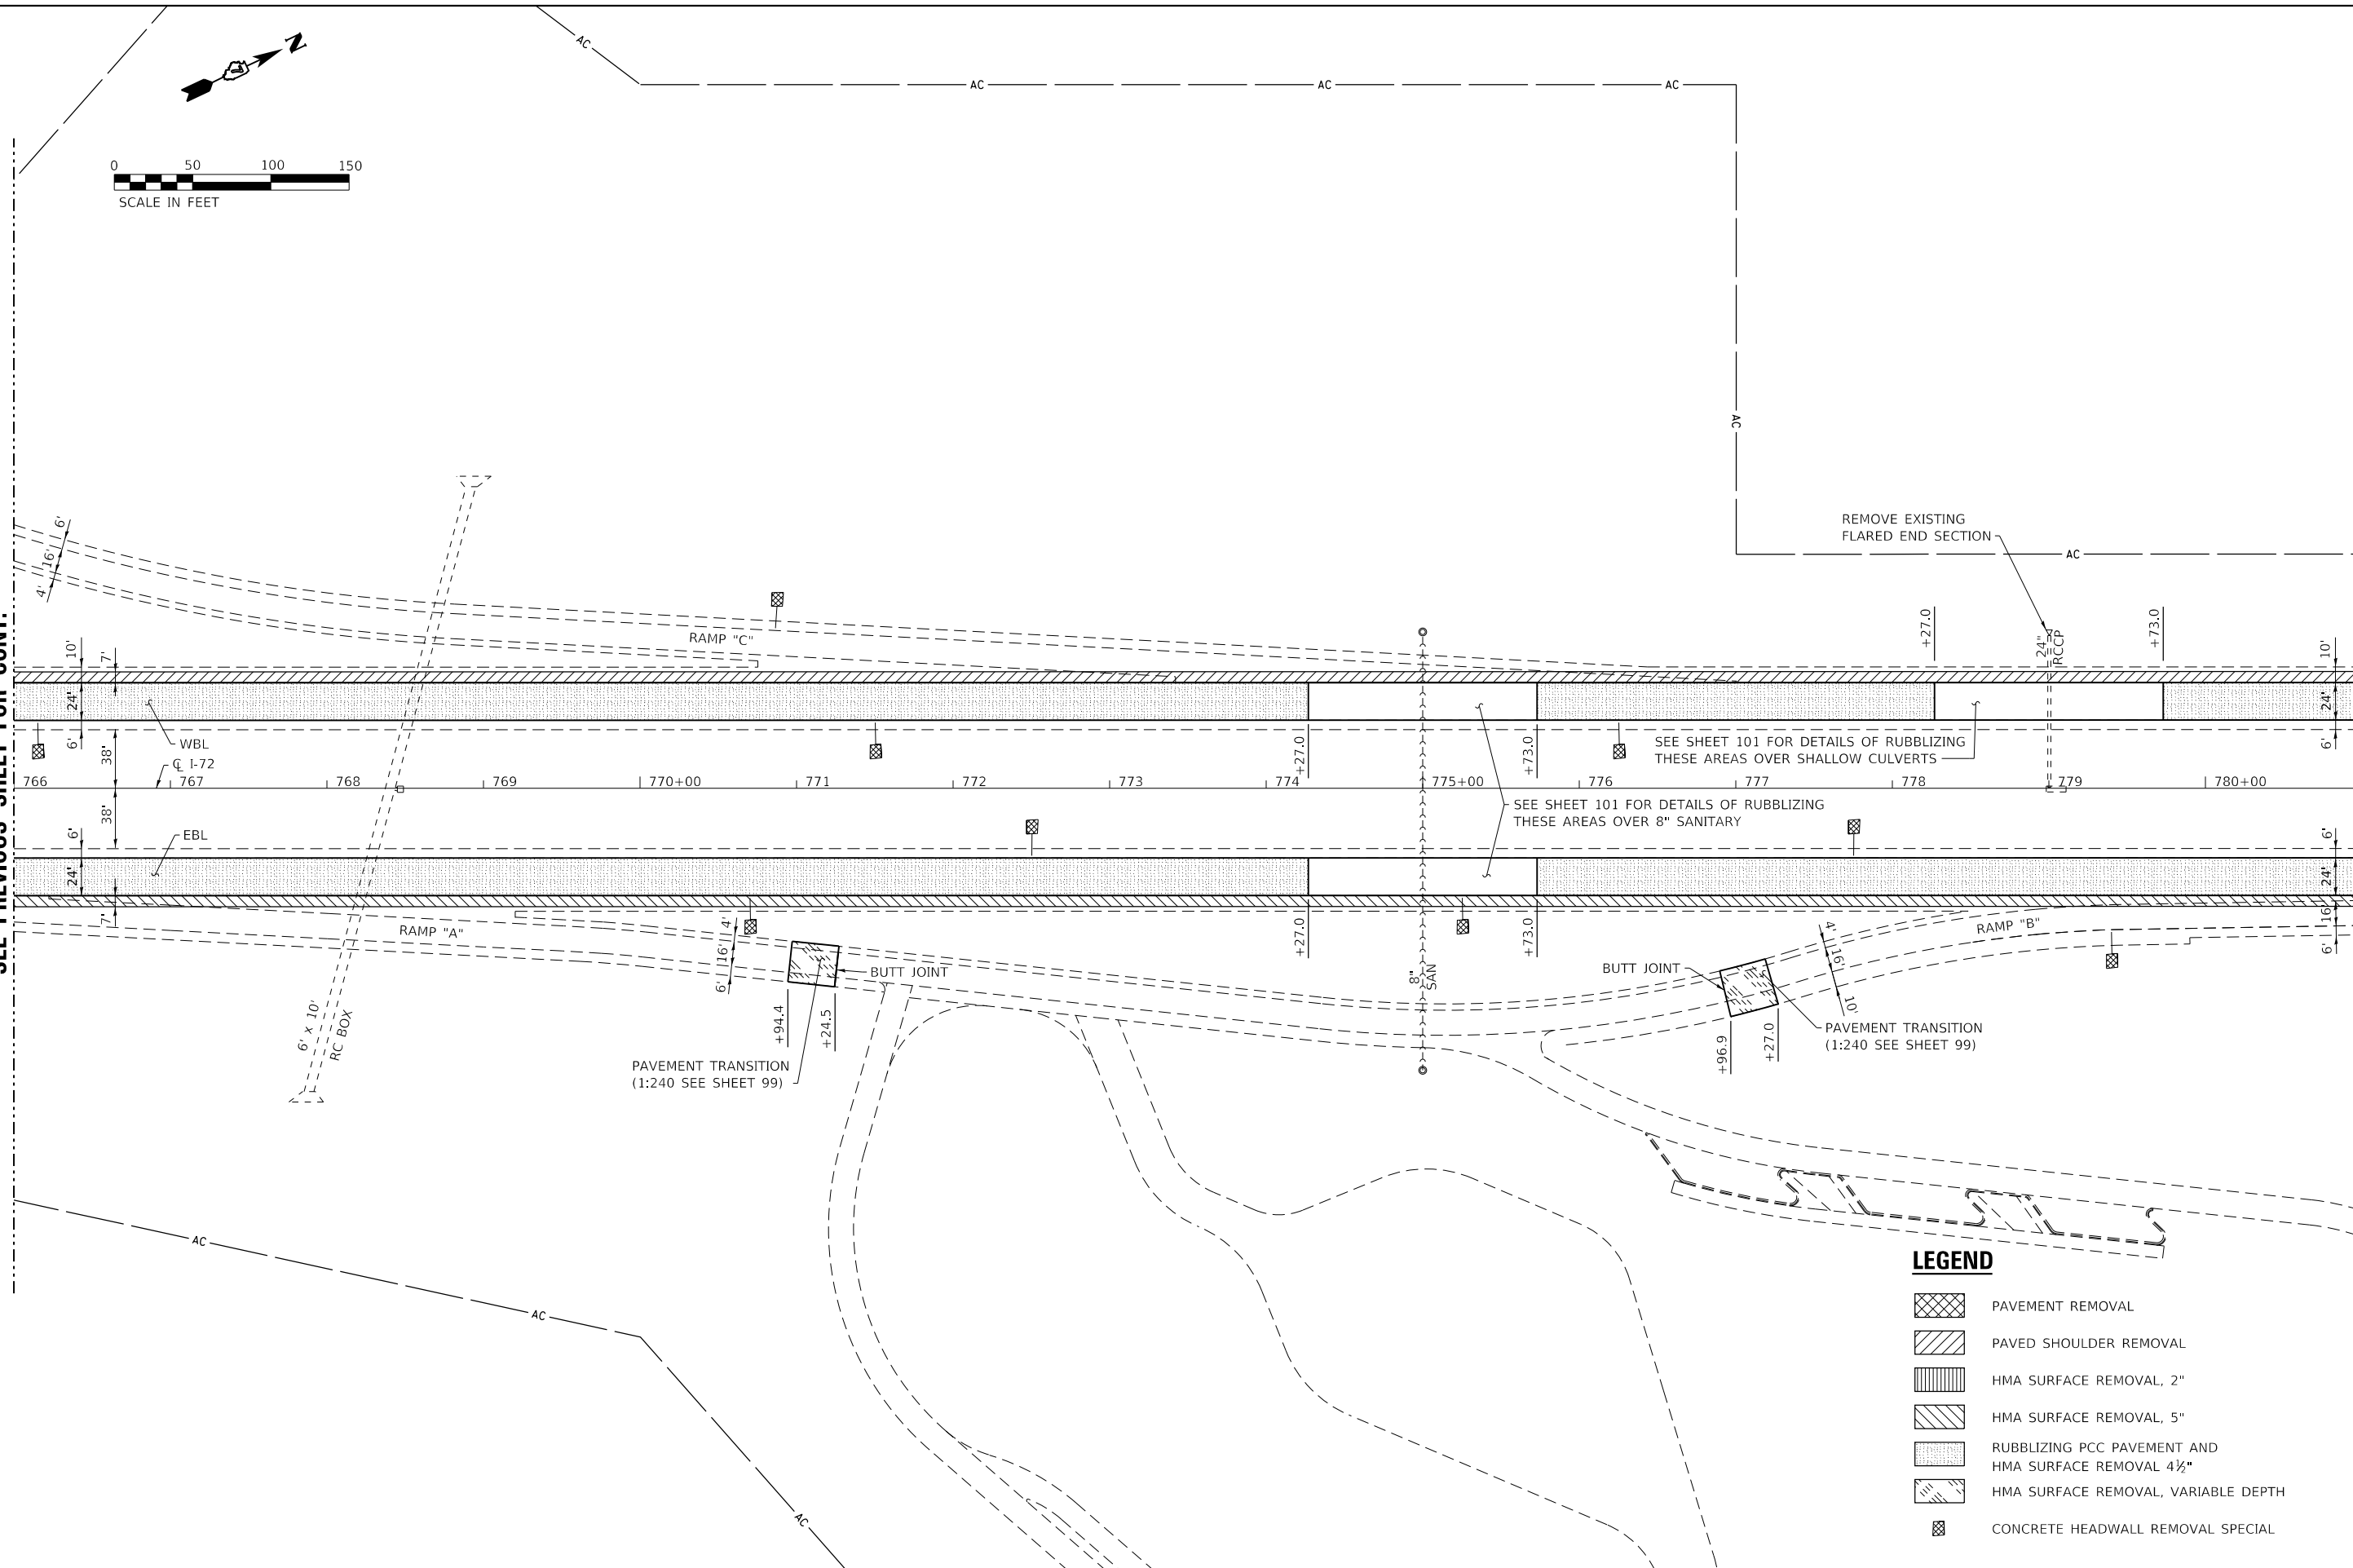 N
AC
AC
AC
AC
0 50 100 150
SCALE IN FEET
AC
REMOVE EXISTING
FLARED END SECTION
AC
6'
16'
4'
RAMP "C"
+27.0
24"
RCCP
+73.0
10'
7'
10'
24'
24'
6'
38'
WBL
℄ I-72
+27.0
+73.0
SEE SHEET 101 FOR DETAILS OF RUBBLIZING
THESE AREAS OVER SHALLOW CULVERTS
6'
766 767 768 769 770+00 771 772 773 774 775+00 776 777 778 779 780+00
SEE SHEET 101 FOR DETAILS OF RUBBLIZING
THESE AREAS OVER 8" SANITARY
38'
6'
EBL
6'
24'
24'
7'
RAMP "A"
4'
16'
6'
BUTT JOINT
+27.0
+73.0
8"
SAN
BUTT JOINT
4'
16'
10'
RAMP "B"
16'
6'
6' x 10'
RC BOX
+94.4
+24.5
PAVEMENT TRANSITION
(1:240 SEE SHEET 99)
+96.9
+27.0
PAVEMENT TRANSITION
(1:240 SEE SHEET 99)
AC
AC
AC
LEGEND
PAVEMENT REMOVAL
PAVED SHOULDER REMOVAL
HMA SURFACE REMOVAL, 2"
HMA SURFACE REMOVAL, 5"
RUBBLIZING PCC PAVEMENT AND
HMA SURFACE REMOVAL 4½"
HMA SURFACE REMOVAL, VARIABLE DEPTH
CONCRETE HEADWALL REMOVAL SPECIAL